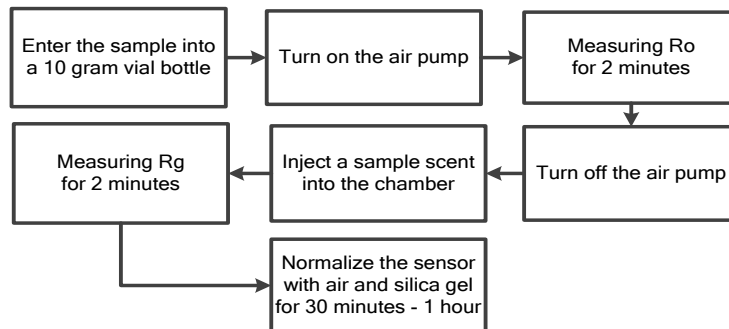 Enter the sample into
a 10 gram vial bottle
Turn on the air pump
Measuring Ro
for 2 minutes
Turn off the air pump
Inject a sample scent
into the chamber
Measuring Rg
for 2 minutes
Normalize the sensor
with air and silica gel
for 30 minutes - 1 hour